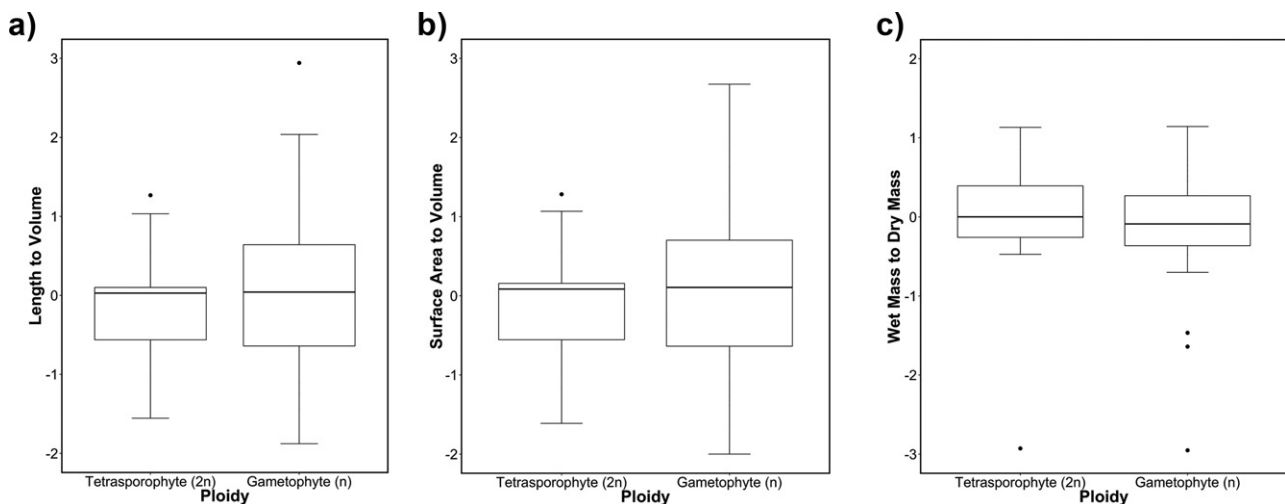 a)
3
2
1
0
-1
-2
Length to Volume
Tetrasporophyte (2n) Gametophyte (n)
Ploidy
b)
3
2
1
0
-1
-2
Surface Area to Volume
Tetrasporophyte (2n) Gametophyte (n)
Ploidy
c)
2
1
0
-1
-2
-3
Wet Mass to Dry Mass
Tetrasporophyte (2n) Gametophyte (n)
Ploidy